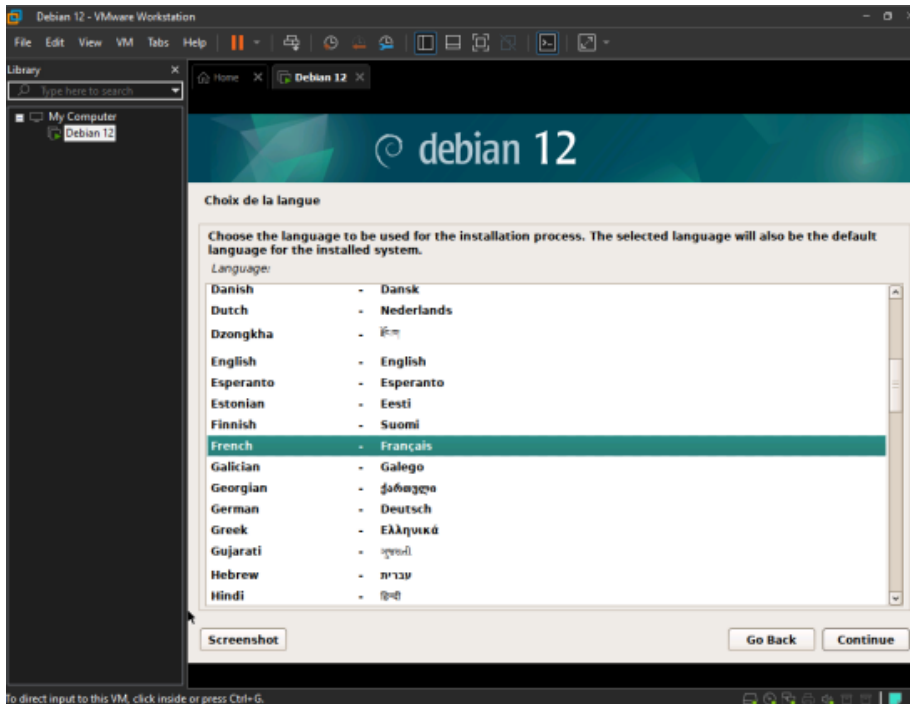 Debian 12 - VMware Workstation
File Edit View VM Tabs Help
Library
Type here to search
My Computer
Debian 12
Home
Debian 12
debian 12
Choix de la langue
Choose the language to be used for the installation process. The selected language will also be the default
language for the installed system.
Language:
Danish - Dansk
Dutch - Nederlands
Dzongkha -
English - English
Esperanto - Esperanto
Estonian - Eesti
Finnish - Suomi
French - Français
Galician - Galego
Georgian - ქართული
German - Deutsch
Greek - Ελληνικά
Gujarati - ગુજરાતી
Hebrew - עברית
Hindi - हिन्दी
Screenshot
Go Back Continue
To direct input to this VM, click inside or press Ctrl+G.